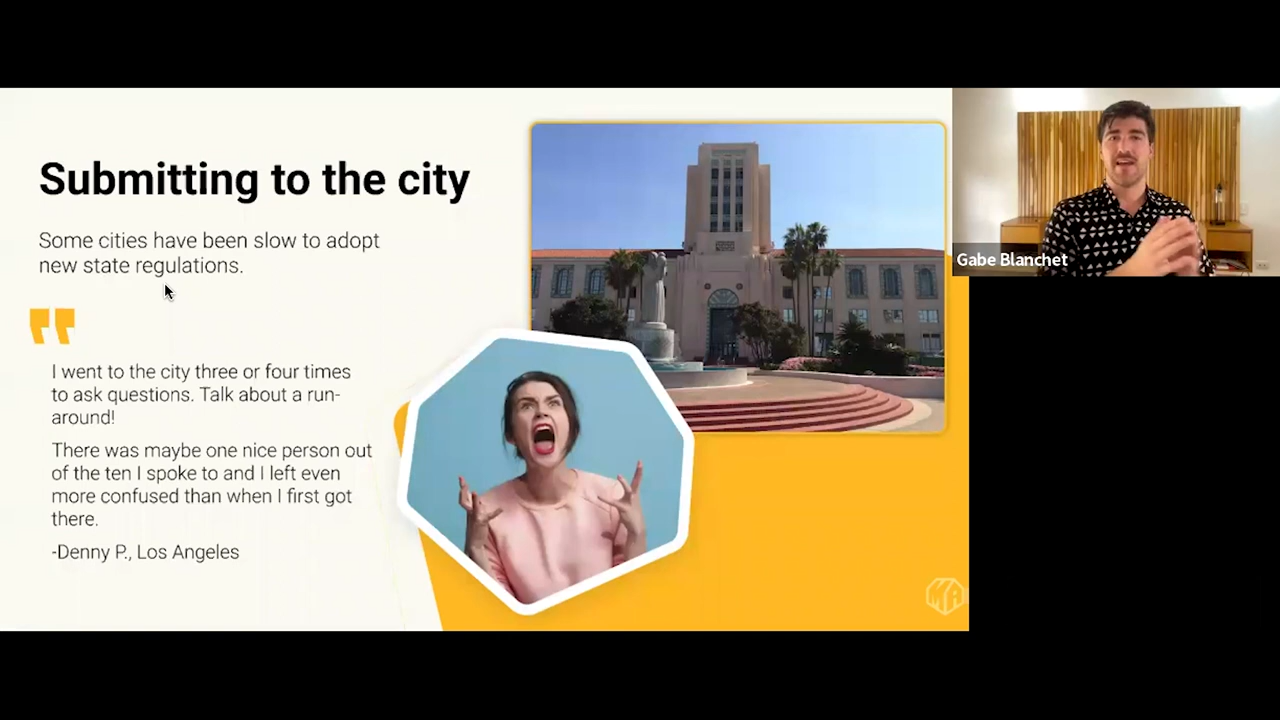 Submitting to the city
Some cities have been slow to adopt
new state regulations.
I went to the city three or four times
to ask questions. Talk about a run-
around!
There was maybe one nice person out
of the ten I spoke to and I left even
more confused than when I first got
there.
-Denny P., Los Angeles
Gabe Blanchet
MA